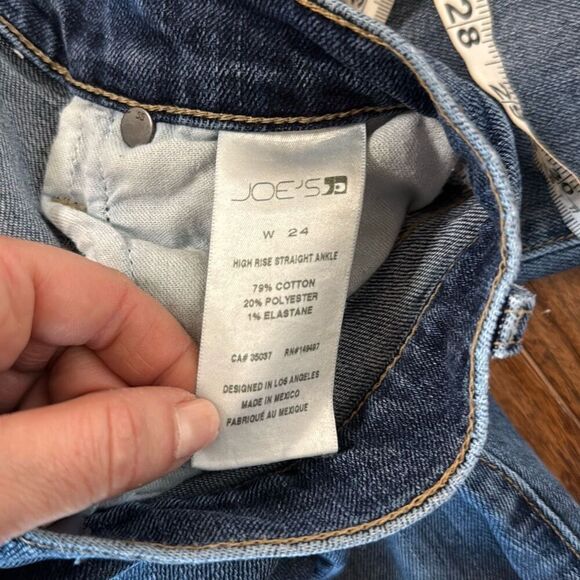 JOE'S JD
W 24
HIGH RISE STRAIGHT ANKLE
79% COTTON
20% POLYESTER
1% ELASTANE
CA# 35037 RN#149497
DESIGNED IN LOS ANGELES
MADE IN MEXICO
FABRIQUÉ AU MEXIQUE
28